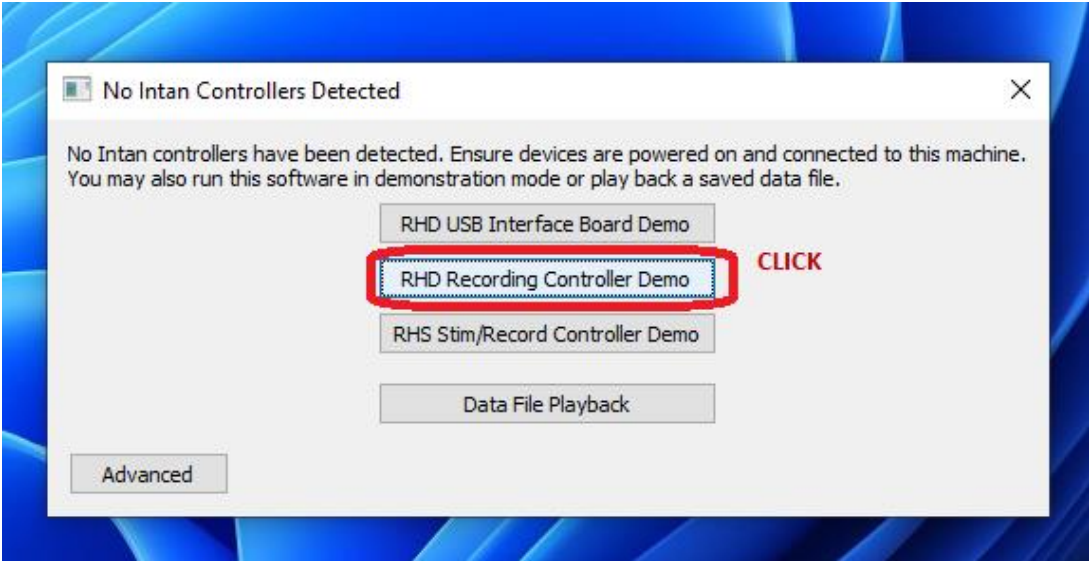 No Intan Controllers Detected
No Intan controllers have been detected. Ensure devices are powered on and connected to this machine.
You may also run this software in demonstration mode or play back a saved data file.
RHD USB Interface Board Demo
RHD Recording Controller Demo
CLICK
RHS Stim/Record Controller Demo
Data File Playback
Advanced